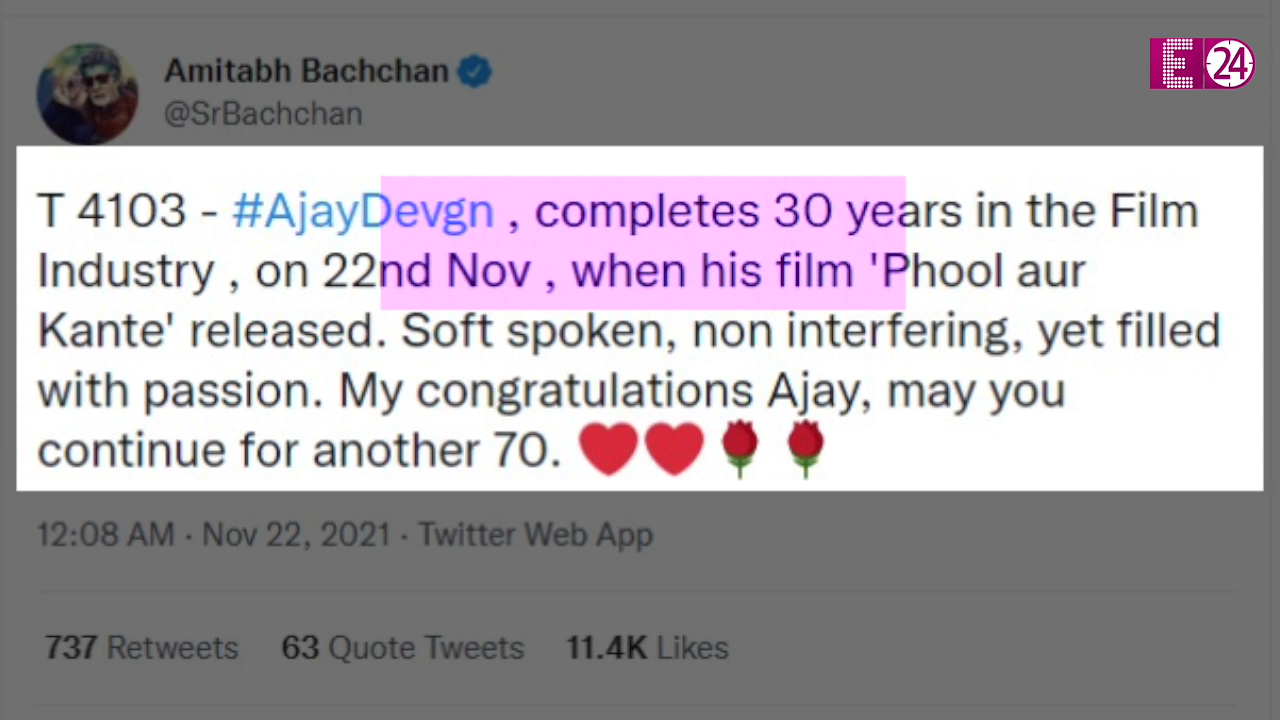 Amitabh Bachchan
@SrBachchan
E 24
T 4103 - #AjayDevgn , completes 30 years in the Film
Industry , on 22nd Nov , when his film 'Phool aur
Kante' released. Soft spoken, non interfering, yet filled
with passion. My congratulations Ajay, may you
continue for another 70. ❤️❤️🌹🌹
12:08 AM · Nov 22, 2021 · Twitter Web App
737 Retweets 63 Quote Tweets 11.4K Likes